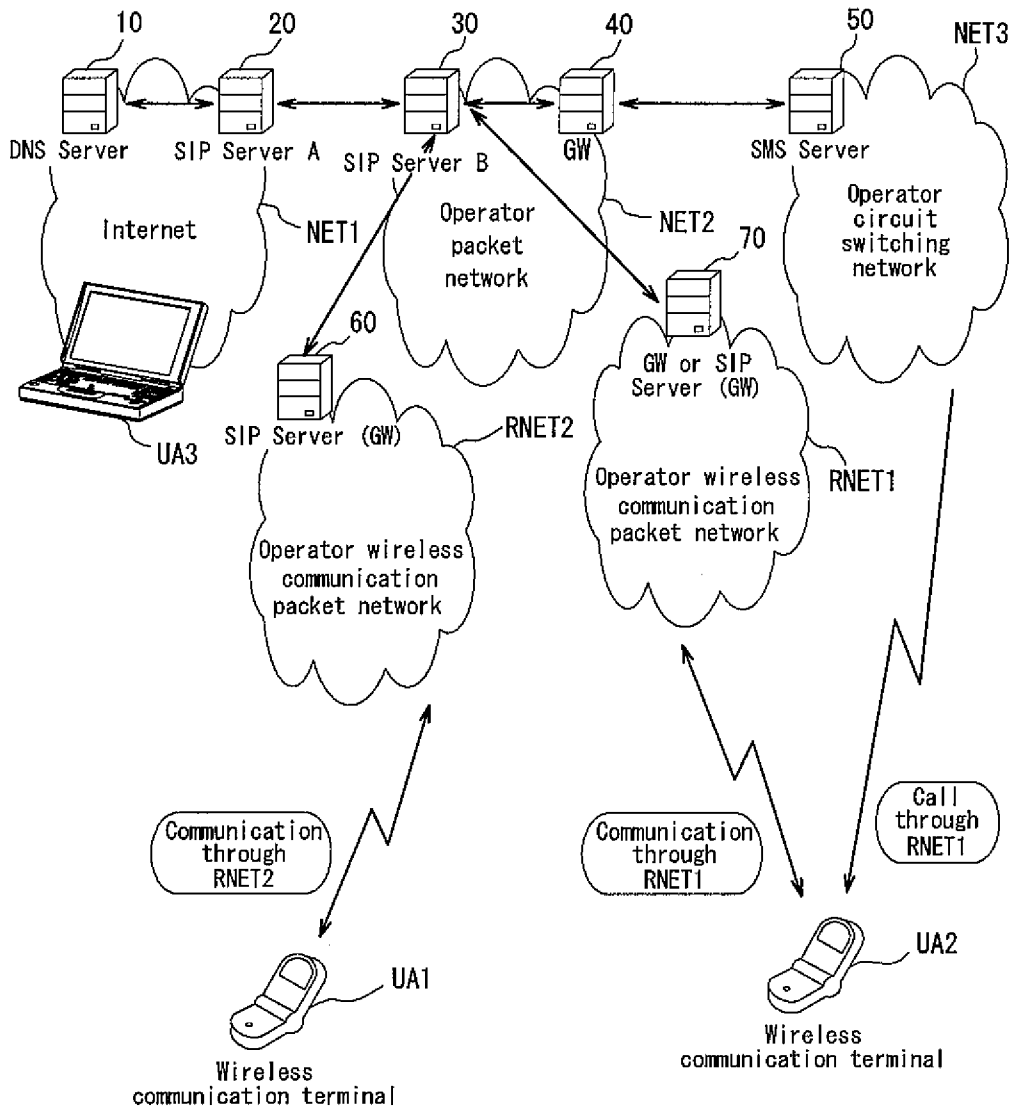 10
20
30
40
50
NET3
DNS Server
SIP Server A
SIP Server B
GW
SMS Server
Internet
NET1
Operator
packet
network
NET2
Operator
circuit
switching
network
70
60
GW or SIP
Server (GW)
UA3
SIP Server (GW)
RNET2
RNET1
Operator wireless
communication
packet network
Operator wireless
communication
packet network
Communication
through
RNET2
Communication
through
RNET1
Call
through
RNET1
UA1
UA2
Wireless
communication terminal
Wireless
communication terminal